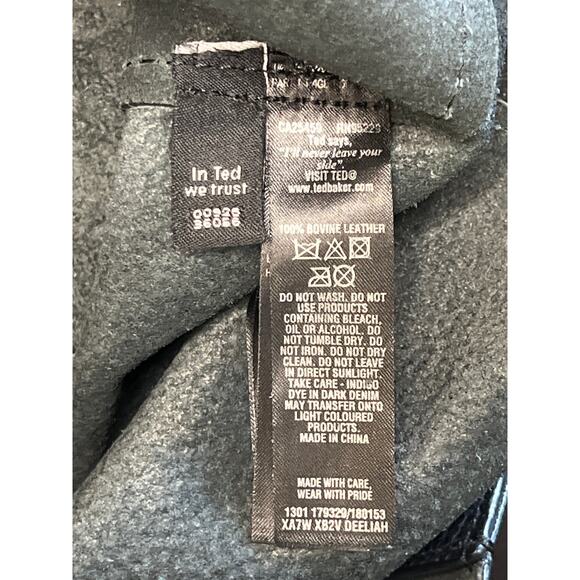 In Ted
we trust
CA25456 RN95229
Ted says,
"I'll never leave your
side".
VISIT TED@
www.tedbaker.com
100% BOVINE LEATHER
DO NOT WASH. DO NOT
USE PRODUCTS
CONTAINING BLEACH,
OIL OR ALCOHOL. DO
NOT TUMBLE DRY. DO
NOT IRON. DO NOT DRY
CLEAN. DO NOT LEAVE
IN DIRECT SUNLIGHT.
TAKE CARE - INDIGO
DYE IN DARK DENIM
MAY TRANSFER ONTO
LIGHT COLOURED
PRODUCTS.
MADE IN CHINA
MADE WITH CARE,
WEAR WITH PRIDE
1301 179329/180153
XA7W X82V DEELIAH